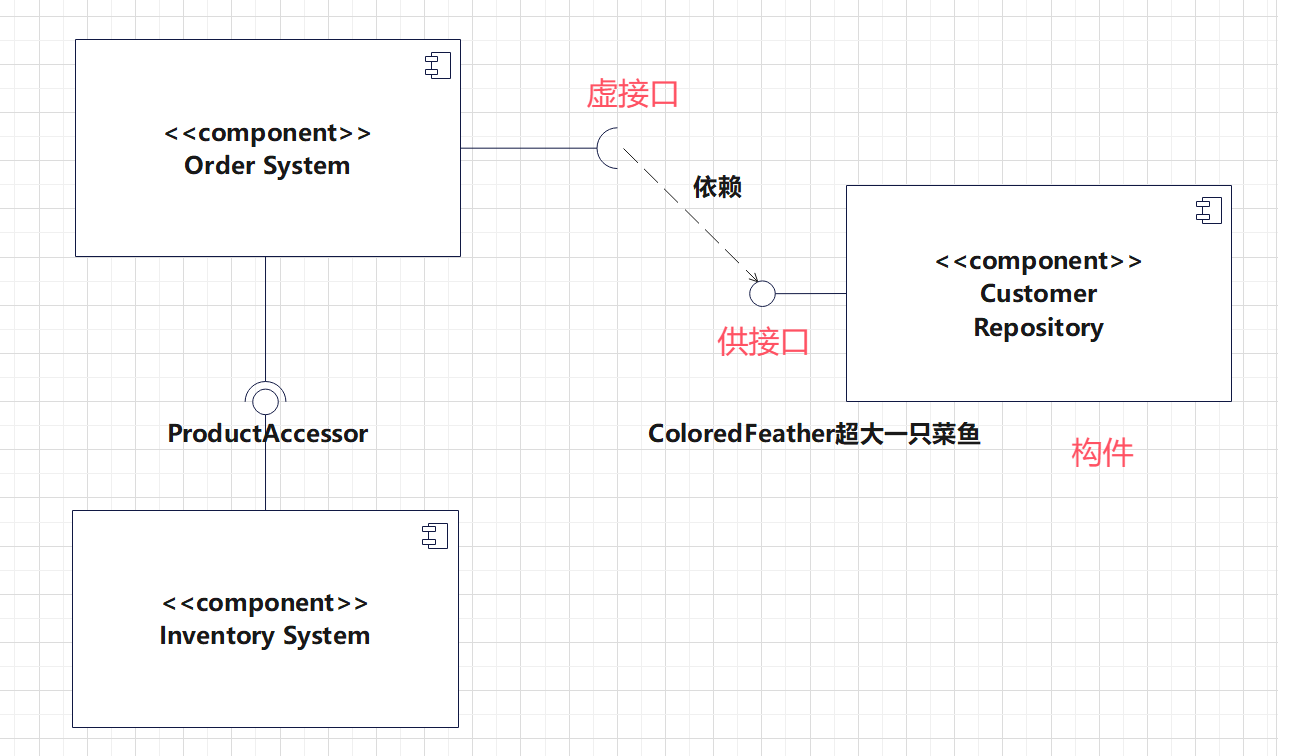 <<component>>
Order System
虚接口
依赖
<<component>>
Customer
Repository
供接口
ProductAccessor
ColoredFeather超大一只菜鱼
构件
<<component>>
Inventory System